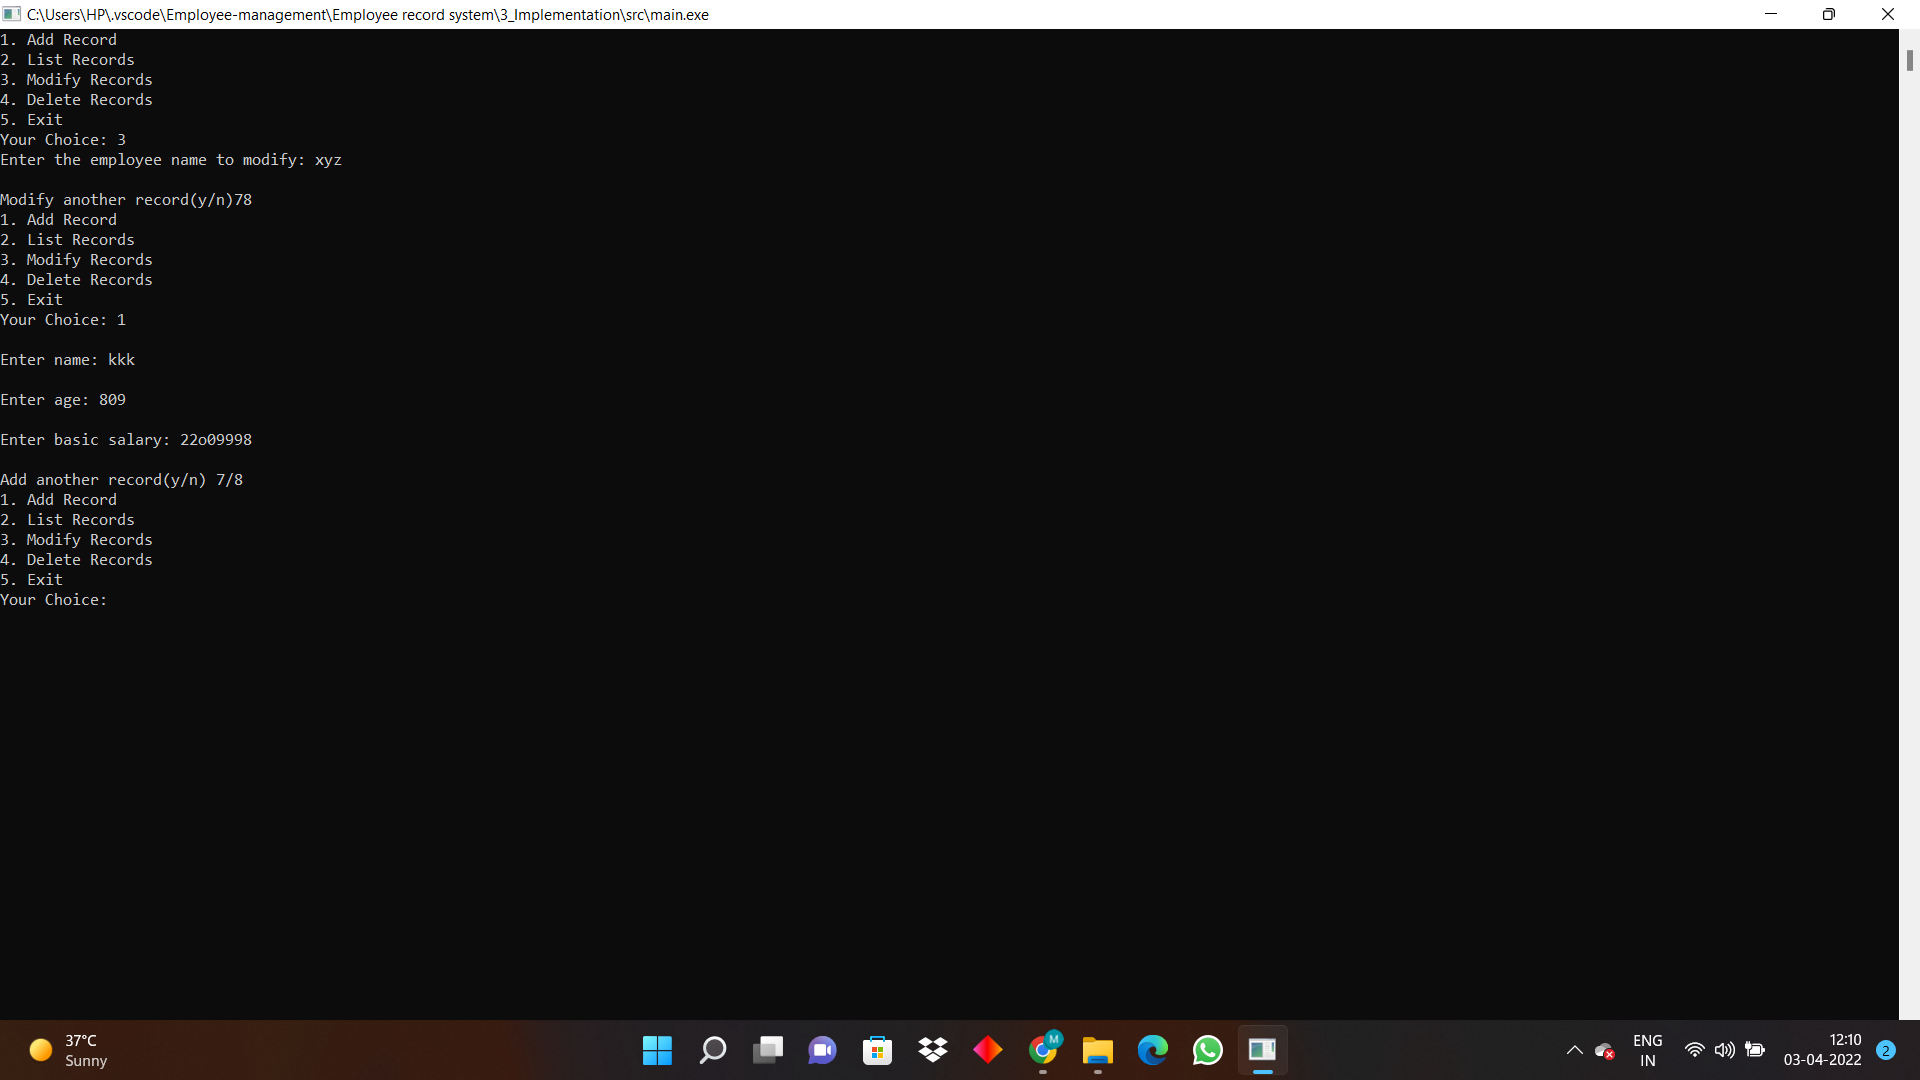 C:\Users\HP\.vscode\Employee-management\Employee record system\3_Implementation\src\main.exe
1. Add Record
2. List Records
3. Modify Records
4. Delete Records
5. Exit
Your Choice: 3
Enter the employee name to modify: xyz
Modify another record(y/n)78
1. Add Record
2. List Records
3. Modify Records
4. Delete Records
5. Exit
Your Choice: 1
Enter name: kkk
Enter age: 809
Enter basic salary: 22o09998
Add another record(y/n) 7/8
1. Add Record
2. List Records
3. Modify Records
4. Delete Records
5. Exit
Your Choice:
37°C
Sunny
M
ENG
IN
12:10
03-04-2022
2